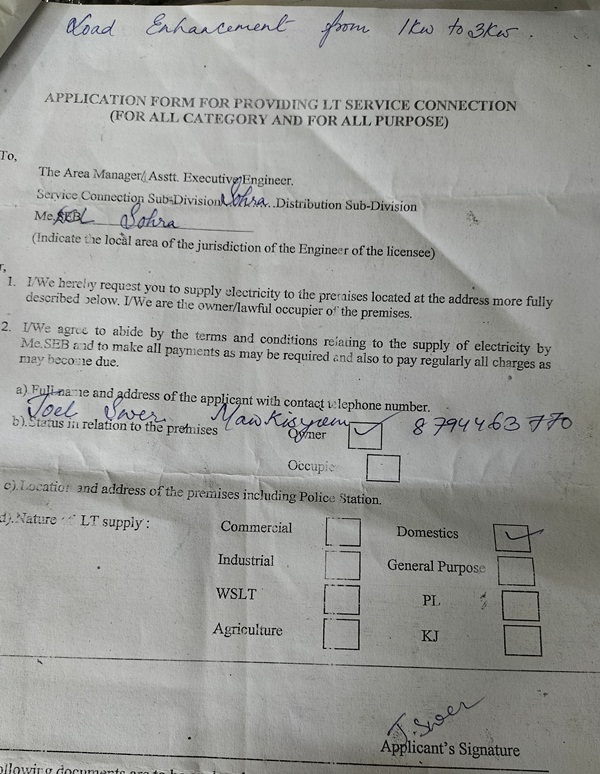 Load Enhancement from 1kw to 3kw.
APPLICATION FORM FOR PROVIDING LT SERVICE CONNECTION
(FOR ALL CATEGORY AND FOR ALL PURPOSE)
To,
The Area Manager/Asstt. Executive Engineer.
Service Connection Sub-Division Sohra..Distribution Sub-Division
Me. Sohra
(Indicate the local area of the jurisdiction of the Engineer of the licensee)
r,
1. I/We hereby request you to supply electricity to the premises located at the address more fully
described below. I/We are the owner/lawful occupier of the premises.
2. I/We agree to abide by the terms and conditions relating to the supply of electricity by
Me.SEB and to make all payments as may be required and also to pay regularly all charges as
may become due.
a). Full name and address of the applicant with contact telephone number.
Joel Swer 8794463770
b). Status in relation to the premises Owner
Occupie
c). Location and address of the premises including Police Station.
d). Nature of LT supply : Commercial Domestics
Industrial General Purpose
WSLT PL
Agriculture KJ
J. Swer
Applicant's Signature
ollowing documents are to be